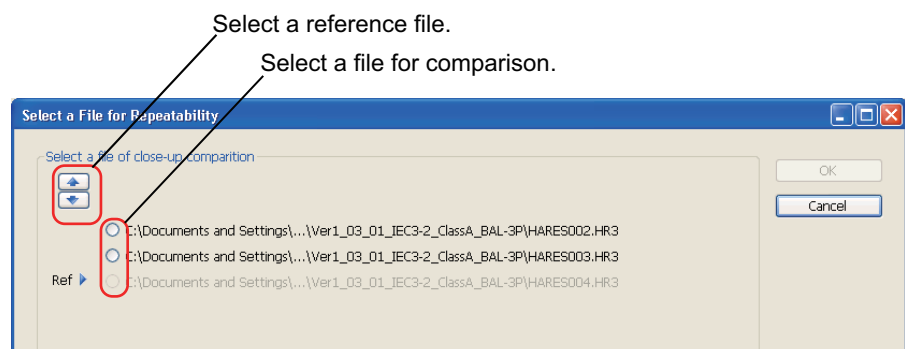 Select a reference file.
Select a file for comparison.
Select a File for Repeatability
Select a file of close-up comparition
OK
Cancel
C:\Documents and Settings\...\Ver1_03_01_IEC3-2_ClassA_BAL-3P\HARES002.HR3
C:\Documents and Settings\...\Ver1_03_01_IEC3-2_ClassA_BAL-3P\HARES003.HR3
Ref C:\Documents and Settings\...\Ver1_03_01_IEC3-2_ClassA_BAL-3P\HARES004.HR3